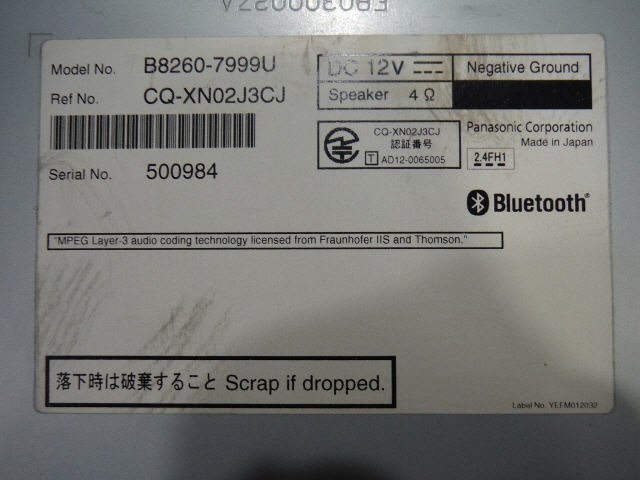 EB030002ZA
Model No. B8260-7999U
Ref No. CQ-XN02J3CJ
Serial No. 500984
DC 12V
Speaker 4 Ω
Negative Ground
CQ-XN02J3CJ
認証番号
T AD12-0065005
Panasonic Corporation
Made in Japan
2.4FH1
Bluetooth®
"MPEG Layer-3 audio coding technology licensed from Fraunhofer IIS and Thomson."
落下時は破棄すること Scrap if dropped.
Label No. YEFM012032